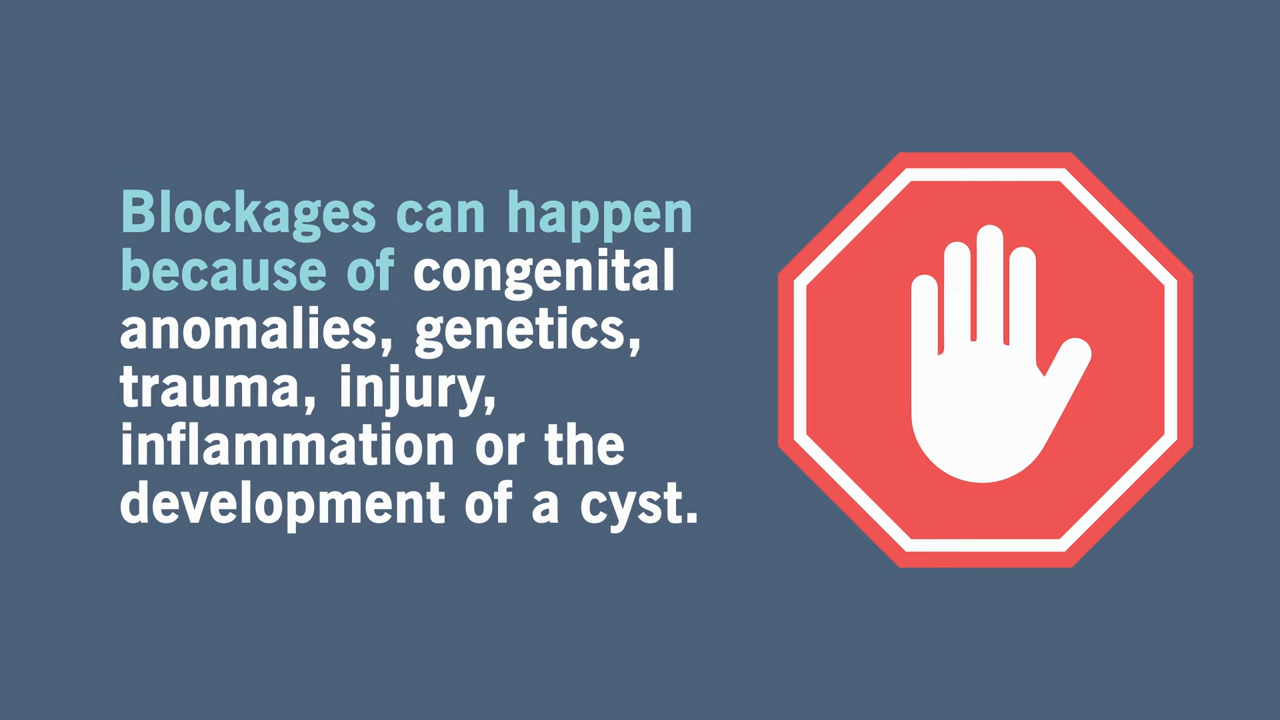 Blockages can happen
because of congenital
anomalies, genetics,
trauma, injury,
inflammation or the
development of a cyst.